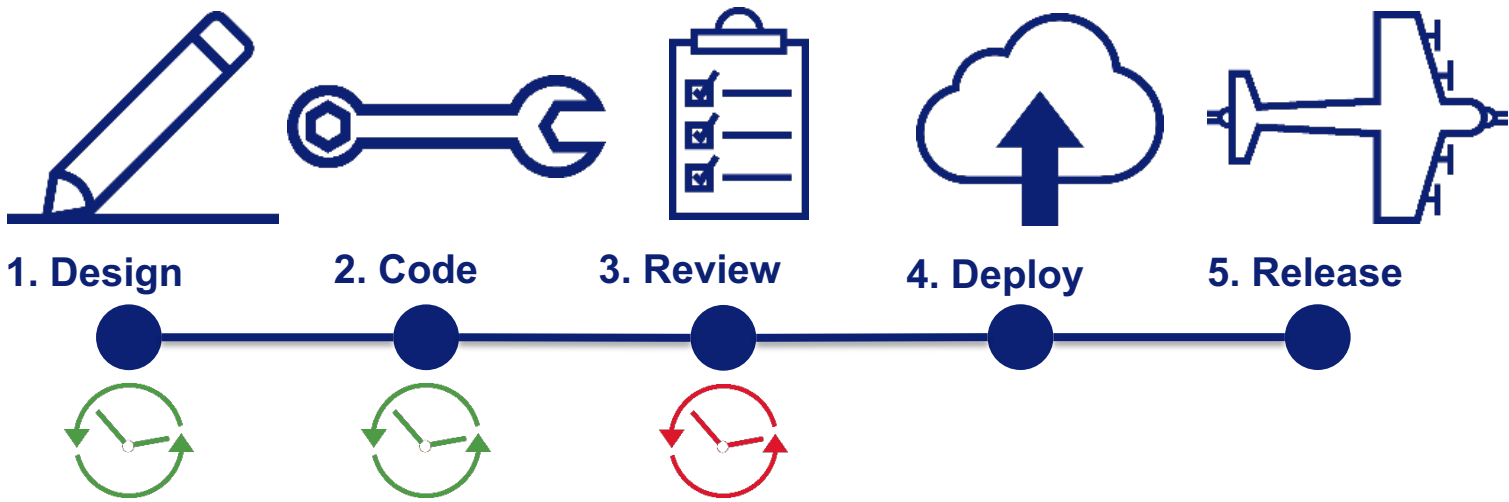 1. Design
2. Code
3. Review
4. Deploy
5. Release